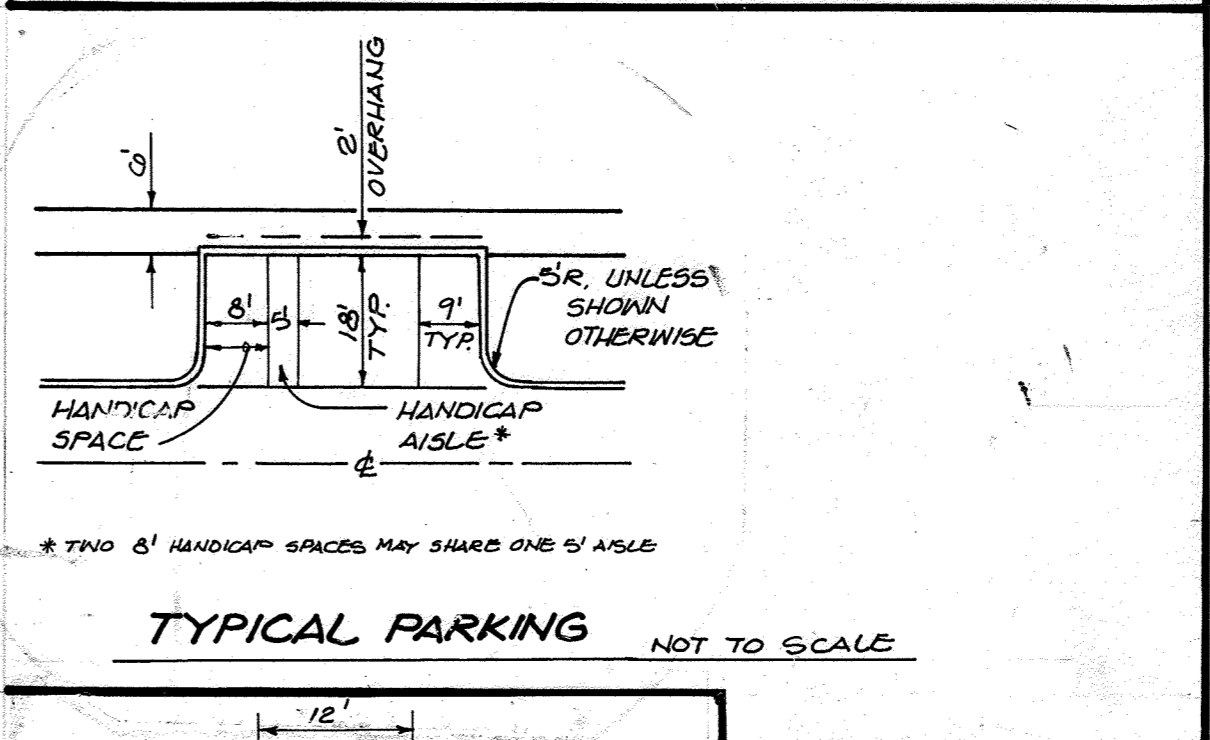 2'
OVERHANG
6'
8'
5'
18'
TYP.
9'
TYP.
5'R, UNLESS
SHOWN
OTHERWISE
HANDICAP
SPACE
HANDICAP
AISLE *
℄
* TWO 8' HANDICAP SPACES MAY SHARE ONE 5' AISLE
TYPICAL PARKING NOT TO SCALE
12'